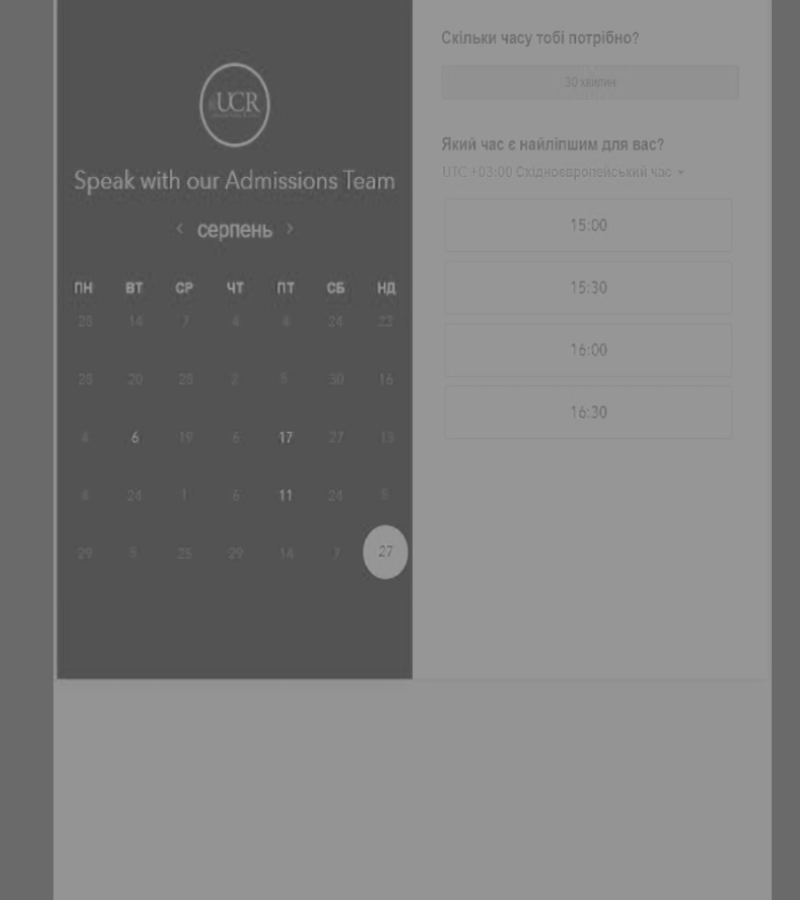 UCR
Speak with our Admissions Team
‹ серпень ›
ПН ВТ СР ЧТ ПТ СБ НД
28 14 7 4 4 24 23
28 20 28 2 5 30 16
4 6 19 6 17 27 13
8 24 1 6 11 24 5
29 5 25 29 14 7 27
Скільки часу тобі потрібно?
30 хвилин
Який час є найліпшим для вас?
UTC +03:00 Східноєвропейський час
15:00
15:30
16:00
16:30